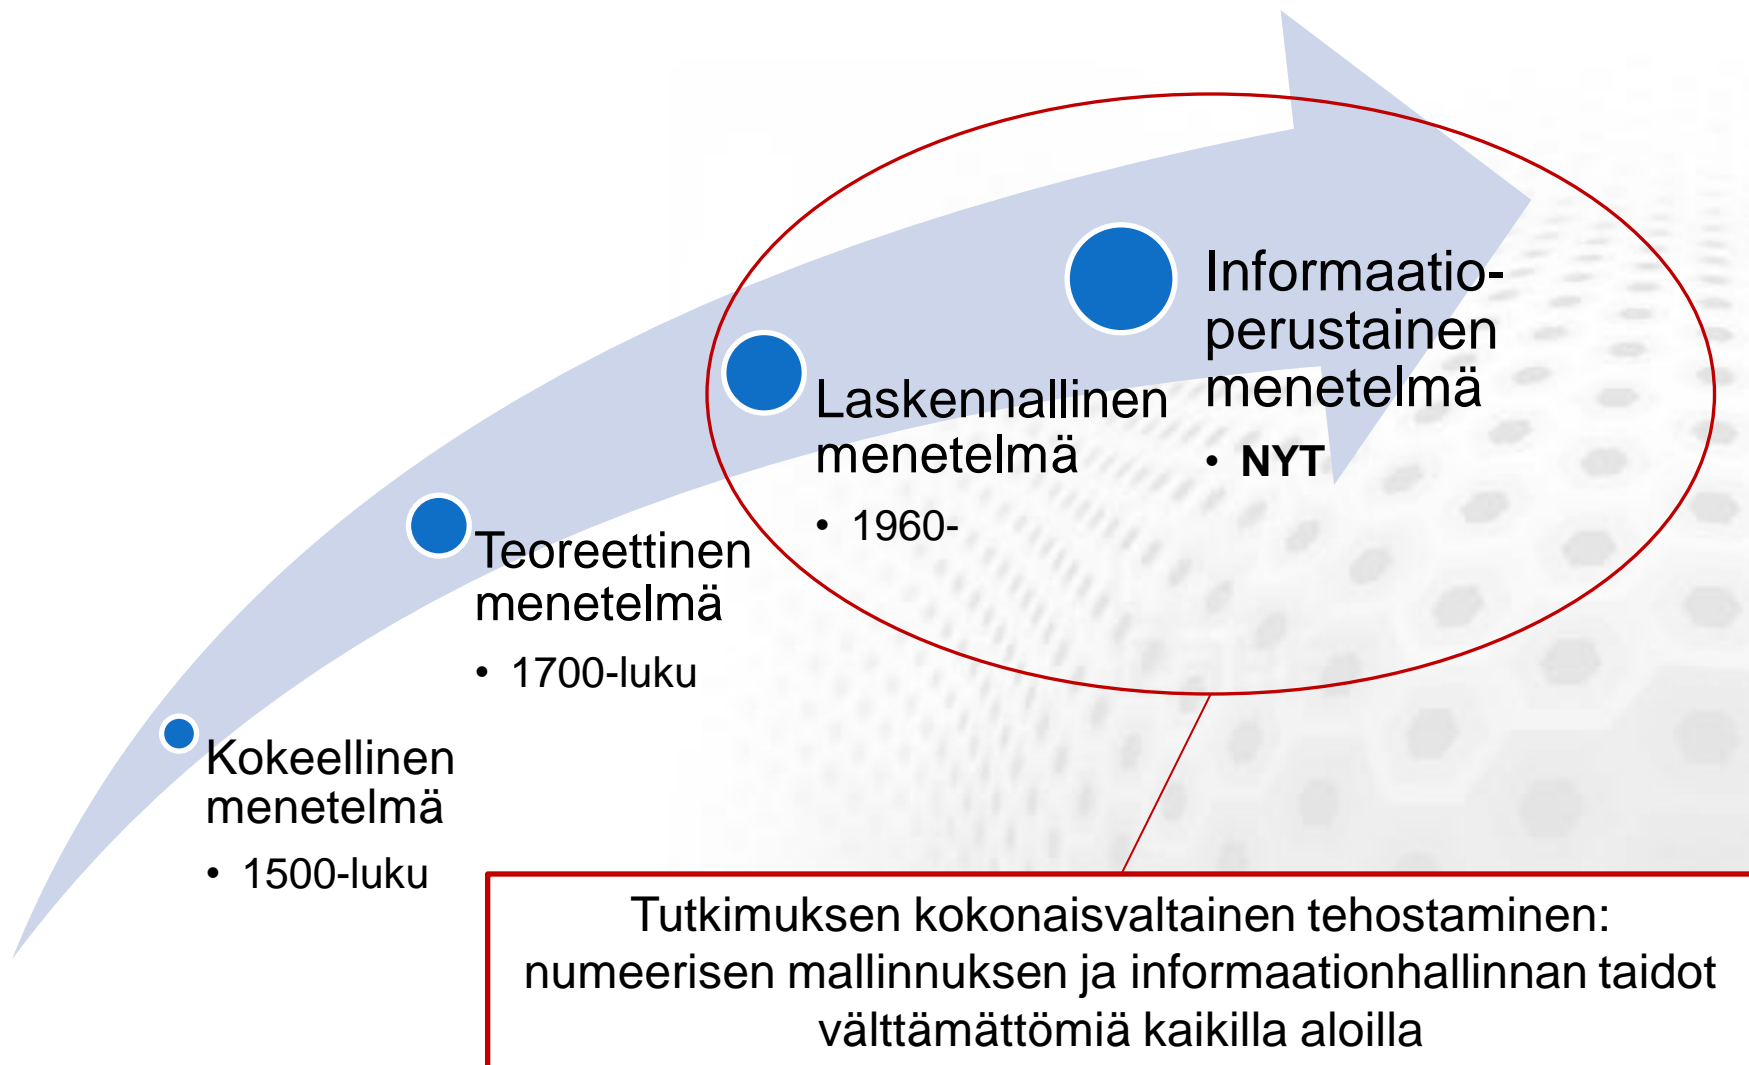 Kokeellinen
menetelmä
• 1500-luku
Teoreettinen
menetelmä
• 1700-luku
Laskennallinen
menetelmä
• 1960-
Informaatio-
perustainen
menetelmä
• NYT
Tutkimuksen kokonaisvaltainen tehostaminen:
numeerisen mallinnuksen ja informaationhallinnan taidot
välttämättömiä kaikilla aloilla